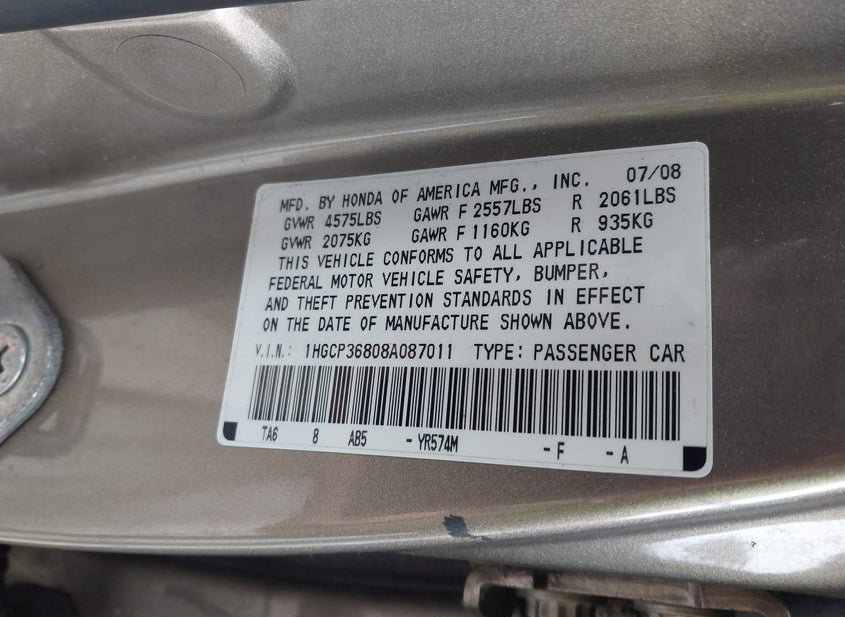 MFD. BY HONDA OF AMERICA MFG., INC. 07/08
GVWR 4575LBS GAWR F 2557LBS R 2061LBS
GVWR 2075KG GAWR F 1160KG R 935KG
THIS VEHICLE CONFORMS TO ALL APPLICABLE
FEDERAL MOTOR VEHICLE SAFETY, BUMPER,
AND THEFT PREVENTION STANDARDS IN EFFECT
ON THE DATE OF MANUFACTURE SHOWN ABOVE.
V.I.N.: 1HGCP36808A087011 TYPE: PASSENGER CAR
TA6 8 AB5 - YR574M - F - A